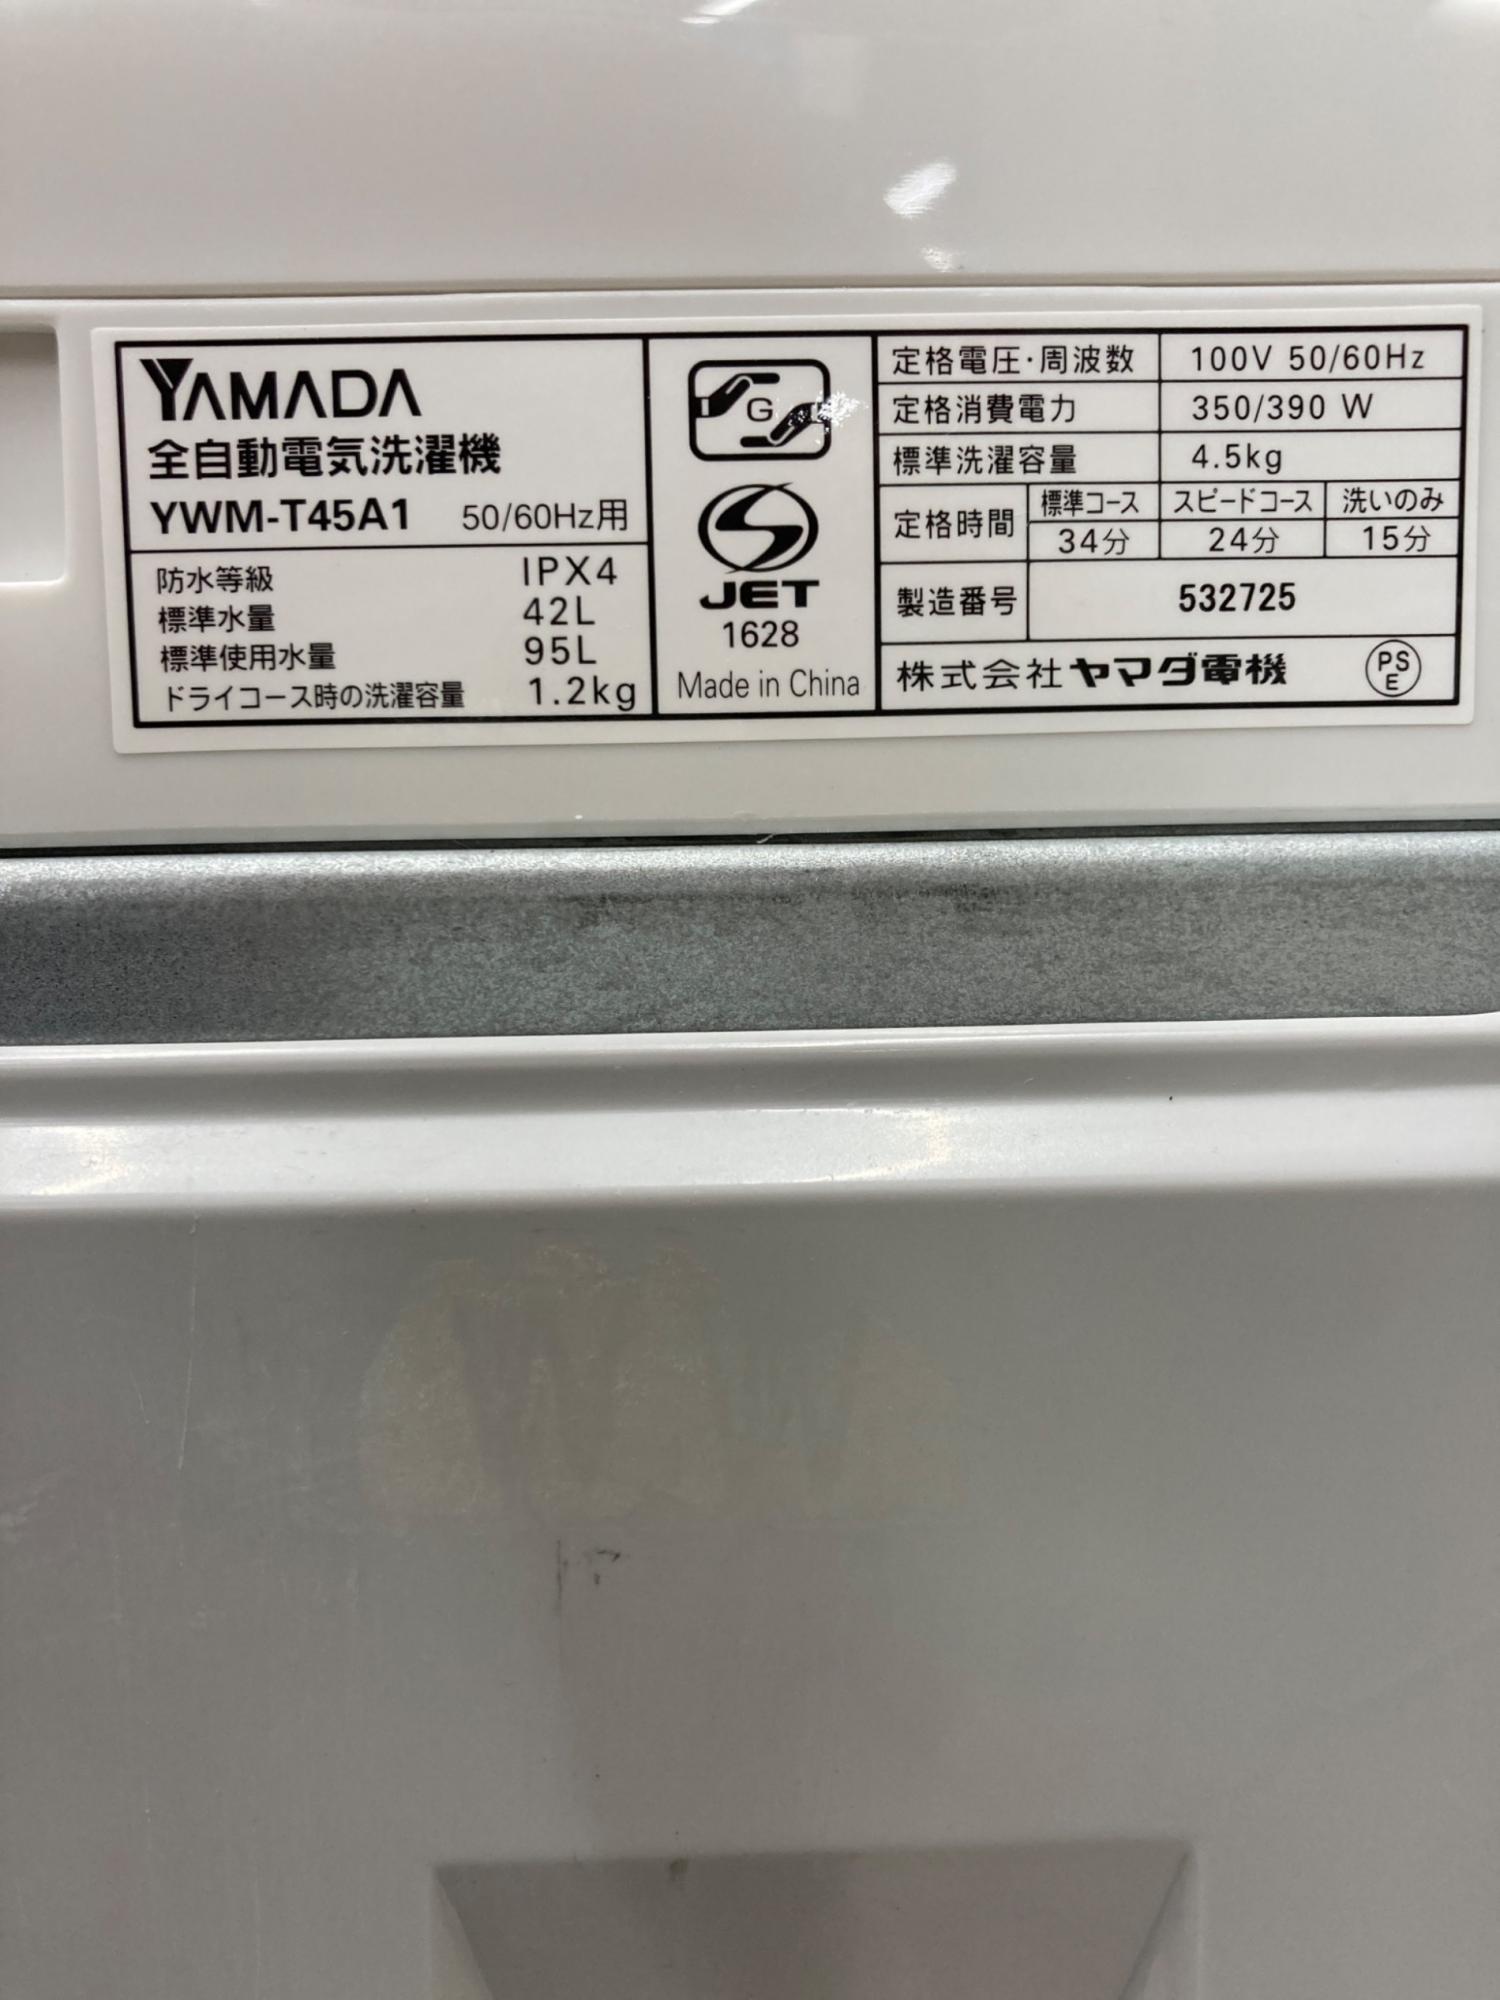 YAMADA
全自動電気洗濯機
YWM-T45A1 50/60Hz用
防水等級 IPX4
標準水量 42L
標準使用水量 95L
ドライコース時の洗濯容量 1.2kg
G
S
JET
1628
Made in China
定格電圧・周波数 100V 50/60Hz
定格消費電力 350/390 W
標準洗濯容量 4.5kg
定格時間 標準コース スピードコース 洗いのみ
34分 24分 15分
製造番号 532725
株式会社ヤマダ電機 PS
E